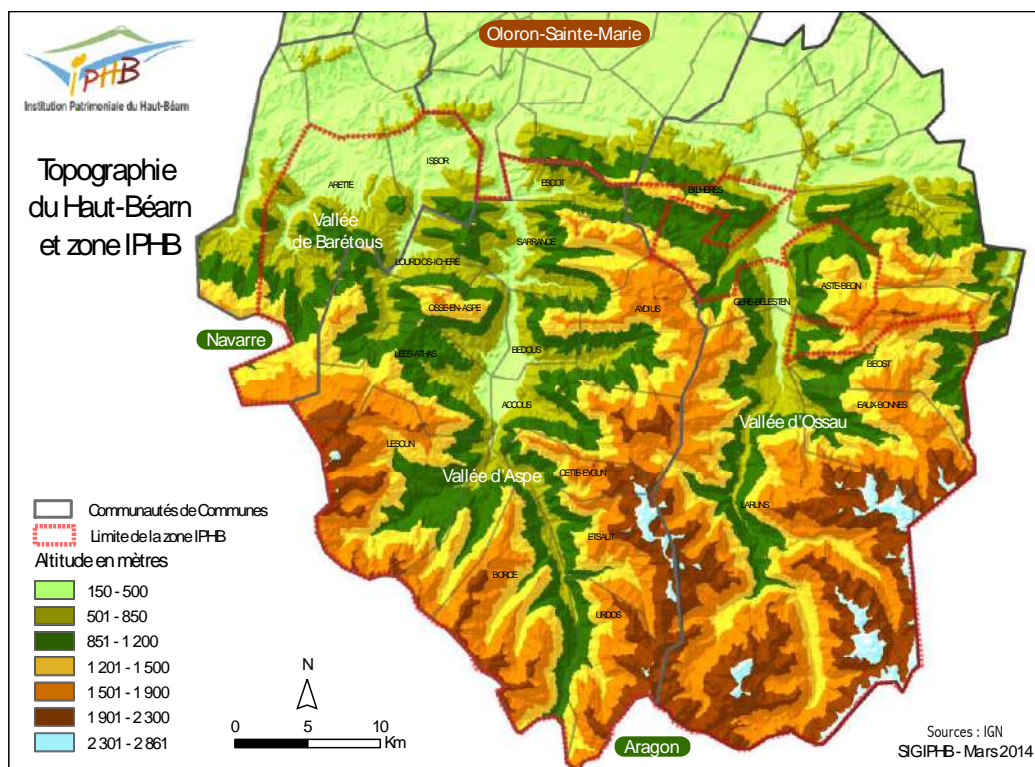 iPHB
Institution Patrimoniale du Haut-Béarn
Topographie
du Haut-Béarn
et zone IPHB
Oloron-Sainte-Marie
ISSOR
ARETTE
ESCOT
BILHERES
Vallée
de Barétous
SARRANCE
LOURDIOS-ICHERE
OSSE-EN-ASPE
AYDIUS
GERE-BELESTEN
ASTE-BEON
Navarre
LEES-ATHAS
BEDOUS
BEOST
ACCOUS
EAUX-BONNES
Vallée d'Ossau
LESCUN
Vallée d'Aspe
CETTE-EYGUN
LARUNS
ETSAUT
BORCE
URDOS
Communautés de Communes
Limite de la zone IPHB
Altitude en mètres
150 - 500
501 - 850
851 - 1 200
1 201 - 1 500
1 501 - 1 900
1 901 - 2 300
2 301 - 2 861
N
0 5 10
Km
Aragon
Sources : IGN
SIG IPHB - Mars 2014